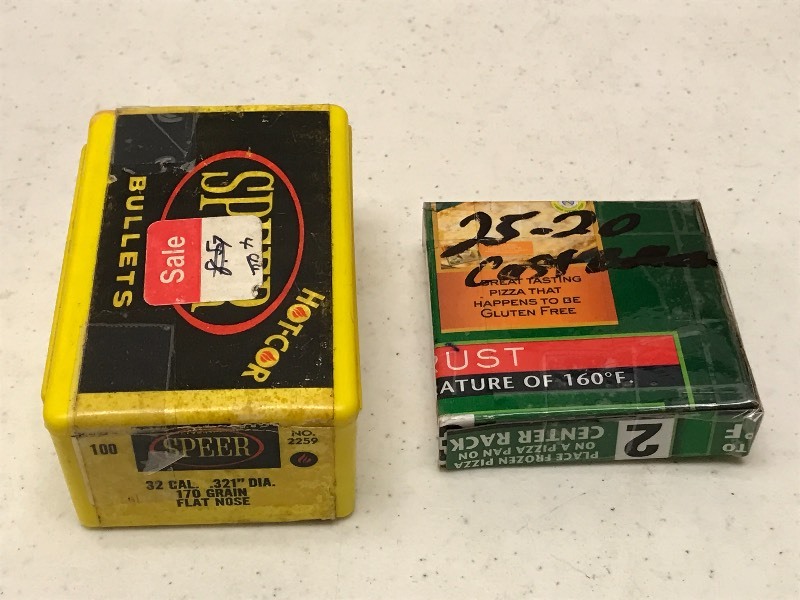 SPEER
BULLETS
HOT-COR
Sale
100
SPEER
NO.
2259
32 CAL. .321" DIA.
170 GRAIN
FLAT NOSE
25-20
GREAT TASTING
PIZZA THAT
HAPPENS TO BE
GLUTEN FREE
UST
ATURE OF 160°F.
PLACE FROZEN PIZZA
ON A PIZZA PAN ON
CENTER RACK
2
TO
°F